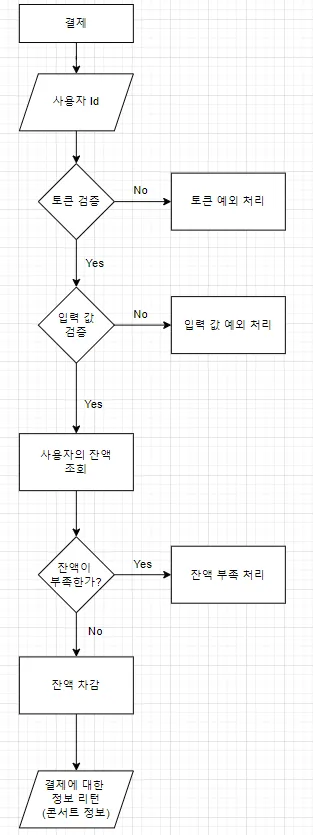 결제
사용자 Id
토큰 검증
No
토큰 예외 처리
Yes
입력 값
검증
No
입력 값 예외 처리
Yes
사용자의 잔액
조회
잔액이
부족한가?
Yes
잔액 부족 처리
No
잔액 차감
결제에 대한
정보 리턴
(콘서트 정보)